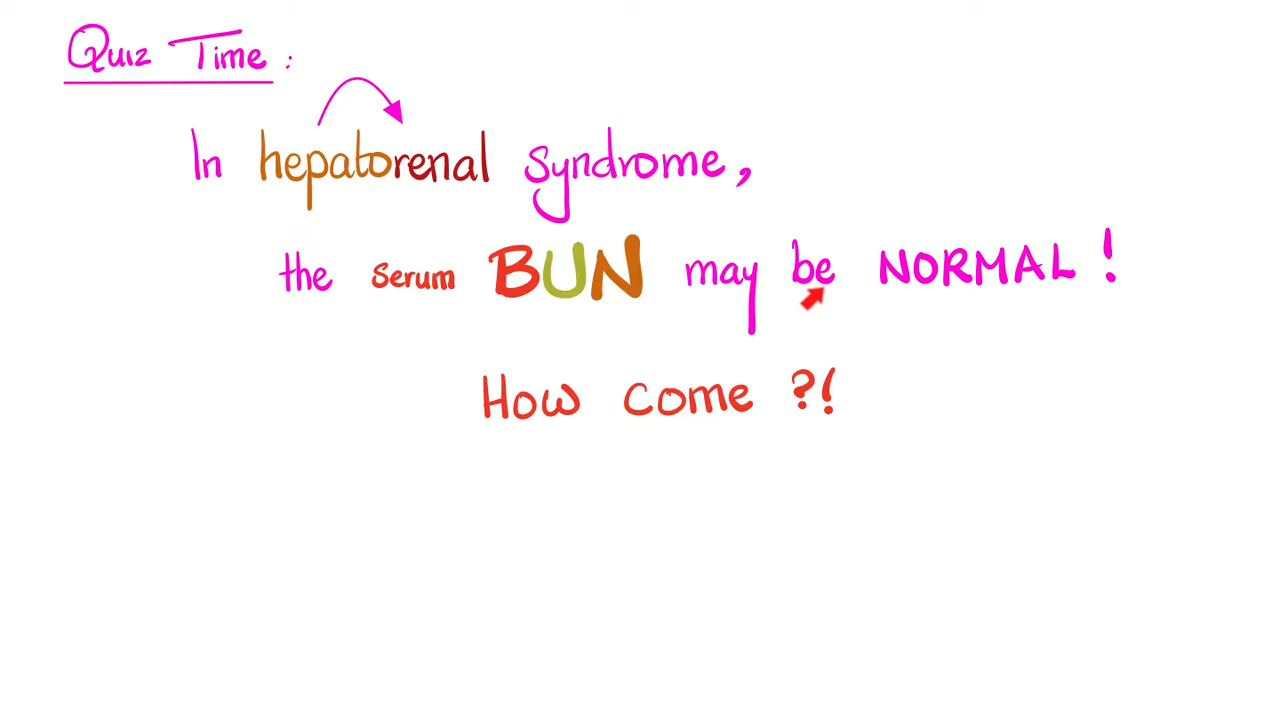 Quiz Time :
In hepatorenal syndrome,
the serum BUN may be NORMAL !
How come ?!